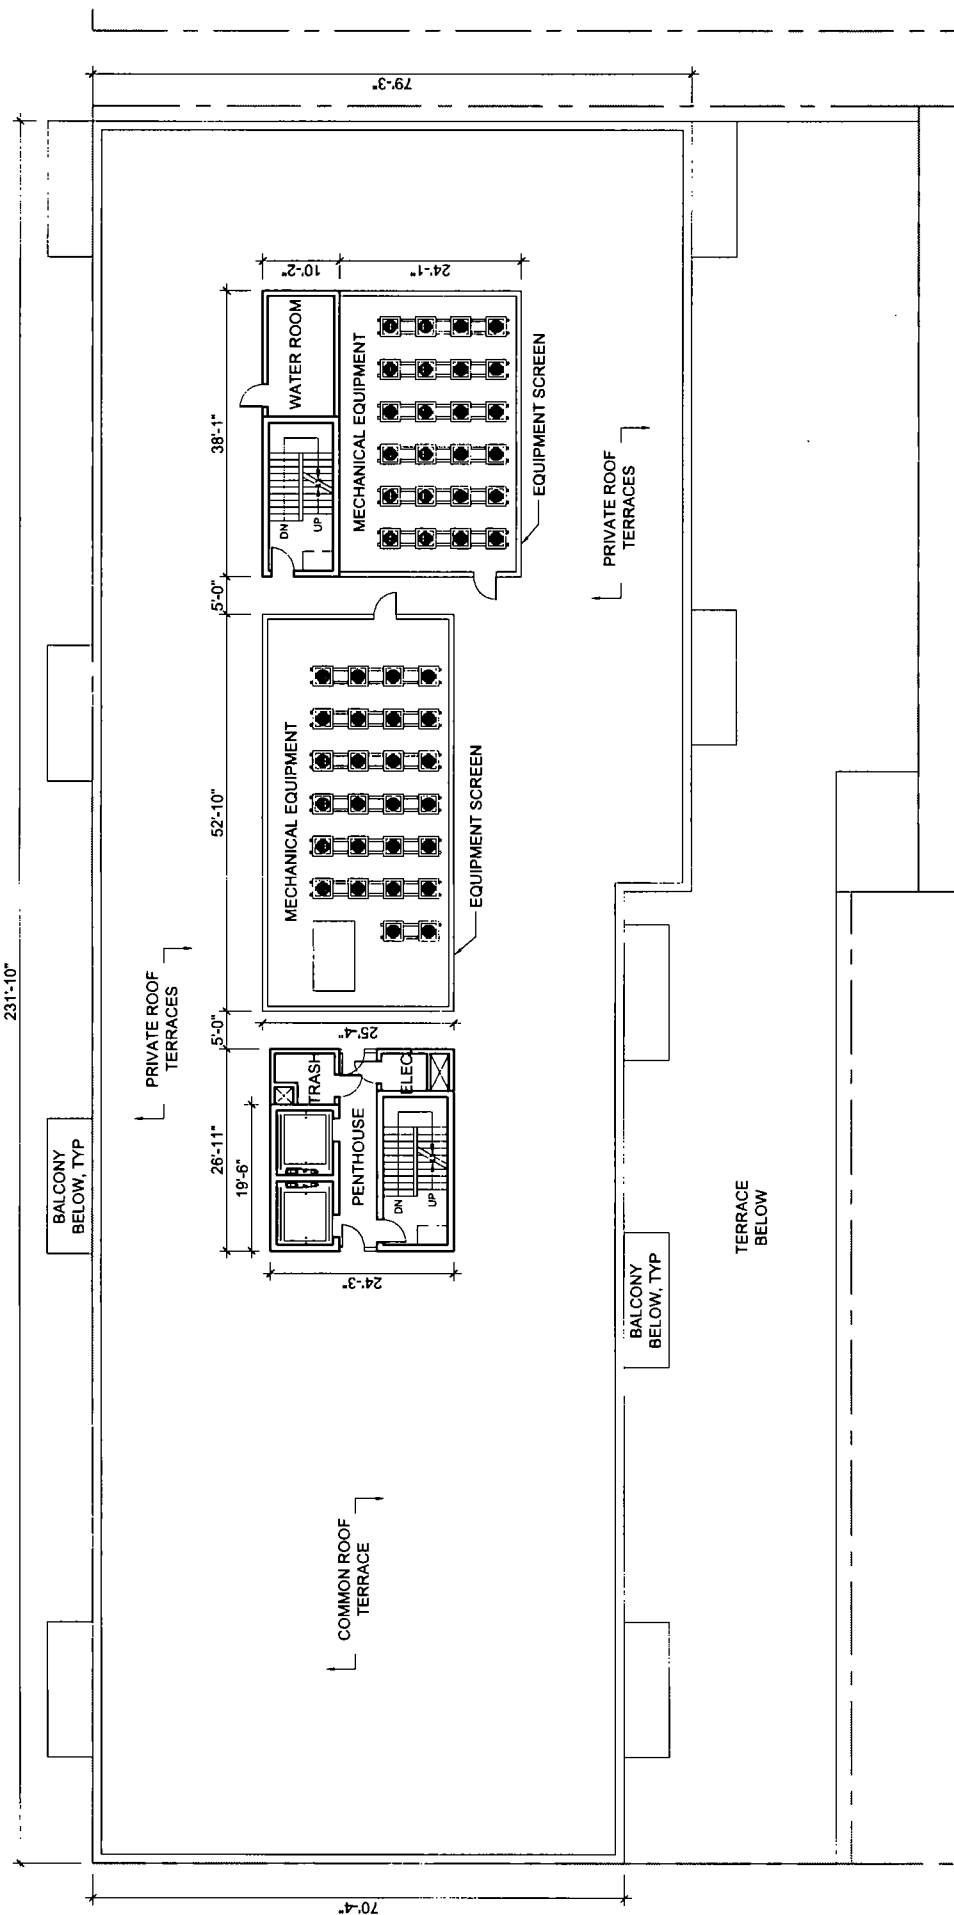 231'-10"
79'-3"
BALCONY
BELOW, TYP
PRIVATE ROOF
TERRACES
26'-11"
19'-6"
5'-0"
52'-10"
5'-0"
38'-1"
10'-2"
24'-1"
24'-3"
25'-4"
TRASH
PENTHOUSE
ELEC
DN
UP
MECHANICAL EQUIPMENT
EQUIPMENT SCREEN
DN
UP
WATER ROOM
MECHANICAL EQUIPMENT
EQUIPMENT SCREEN
COMMON ROOF
TERRACE
PRIVATE ROOF
TERRACES
BALCONY
BELOW, TYP
TERRACE
BELOW
70'-4"